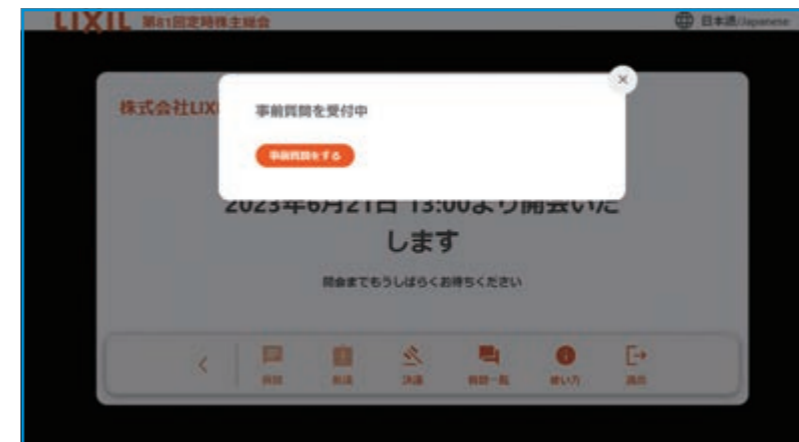 LIXIL 第81回定時株主総会
日本語/Japanese
株式会社LIXI
事前質問を受付中
事前質問をする
2023年6月21日 13:00より開会いた
します
開会までもうしばらくお待ちください
質問 動議 決議 質問一覧 使い方 退出